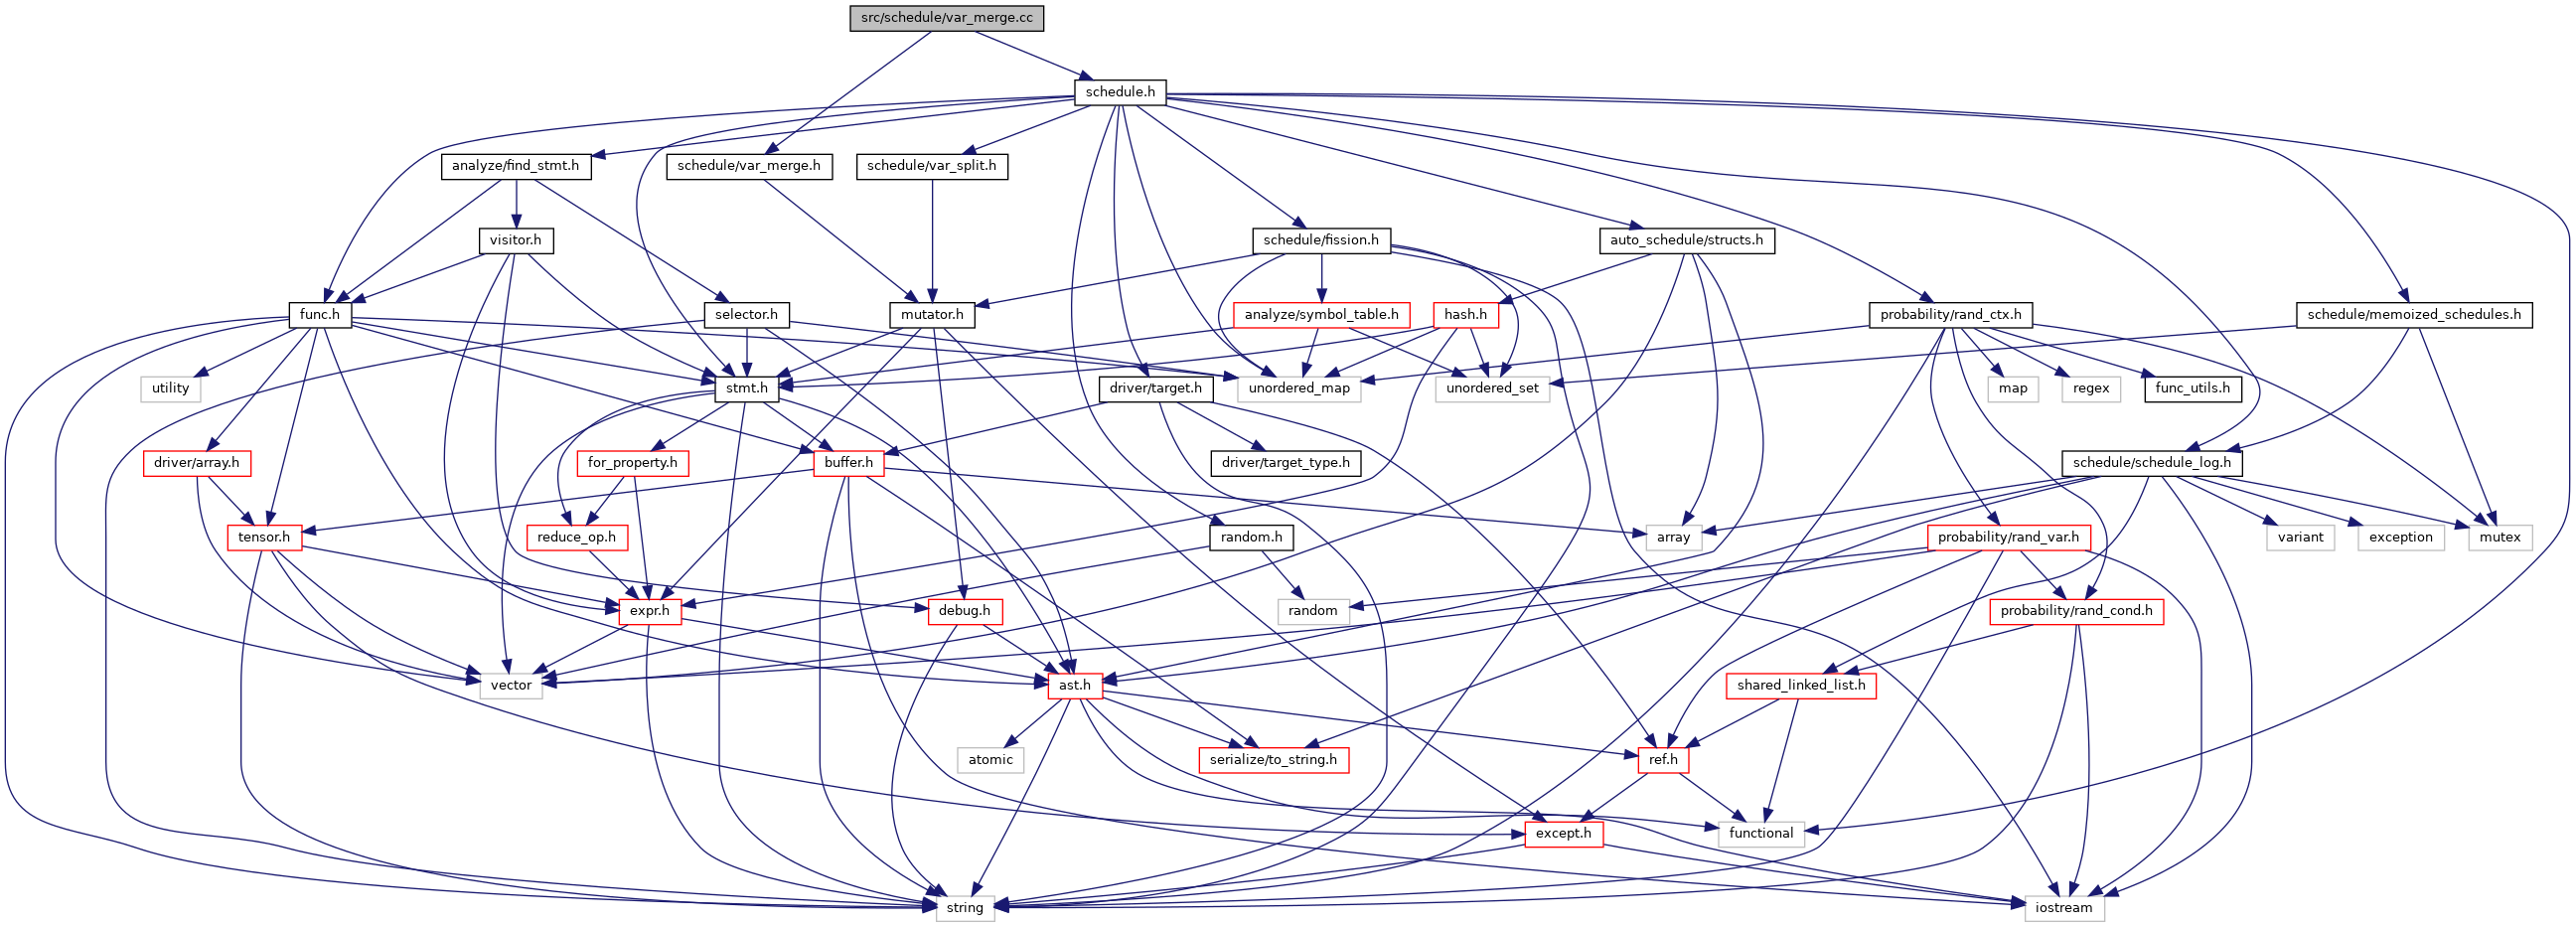 src/schedule/var_merge.cc
schedule.h
analyze/find_stmt.h
schedule/var_merge.h
schedule/var_split.h
visitor.h
schedule/fission.h
auto_schedule/structs.h
func.h
selector.h
mutator.h
analyze/symbol_table.h
hash.h
probability/rand_ctx.h
schedule/memoized_schedules.h
utility
stmt.h
driver/target.h
unordered_map
unordered_set
map
regex
func_utils.h
driver/array.h
for_property.h
buffer.h
driver/target_type.h
schedule/schedule_log.h
tensor.h
reduce_op.h
random.h
array
probability/rand_var.h
variant
exception
mutex
expr.h
debug.h
random
probability/rand_cond.h
vector
ast.h
shared_linked_list.h
atomic
serialize/to_string.h
ref.h
except.h
functional
string
iostream